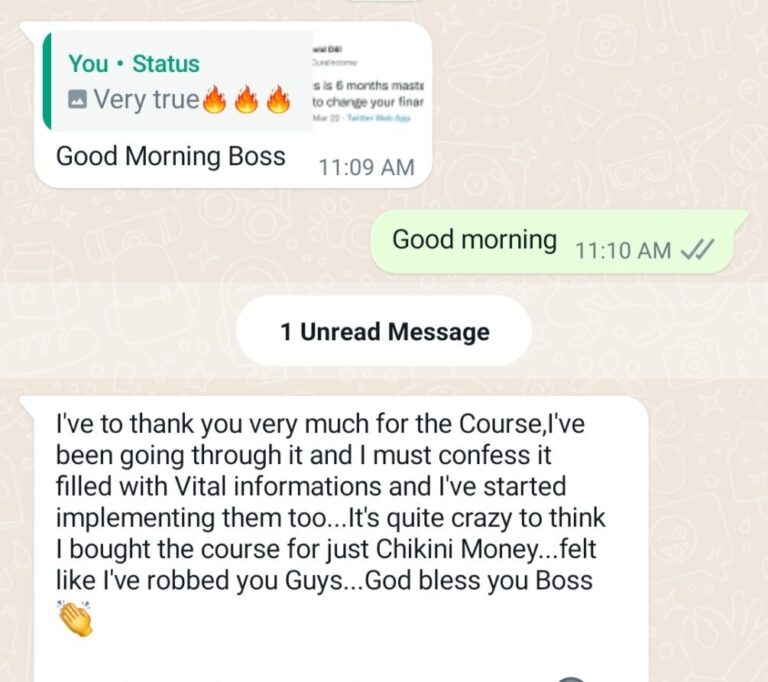 You • Status
Very true🔥🔥🔥
s is 6 months
to change your finar
Mar 22 · Twitter Web App
Good Morning Boss
11:09 AM
Good morning
11:10 AM
1 Unread Message
I've to thank you very much for the Course,I've
been going through it and I must confess it
filled with Vital informations and I've started
implementing them too...It's quite crazy to think
I bought the course for just Chikini Money...felt
like I've robbed you Guys...God bless you Boss
👏